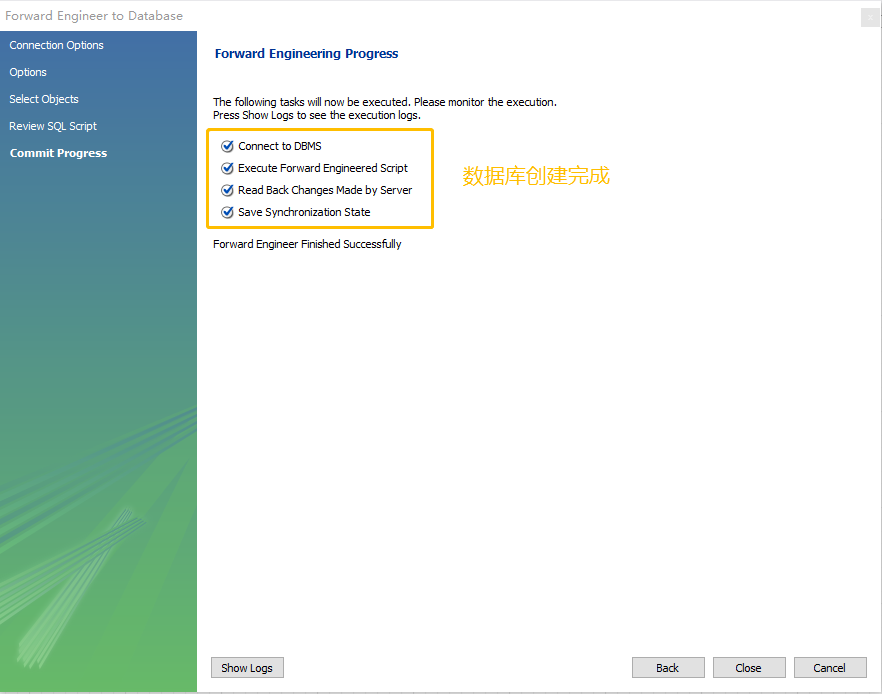 Forward Engineer to Database
Connection Options
Options
Select Objects
Review SQL Script
Commit Progress
Forward Engineering Progress
The following tasks will now be executed. Please monitor the execution.
Press Show Logs to see the execution logs.
Connect to DBMS
Execute Forward Engineered Script
Read Back Changes Made by Server
Save Synchronization State
数据库创建完成
Forward Engineer Finished Successfully
Show Logs
Back
Close
Cancel